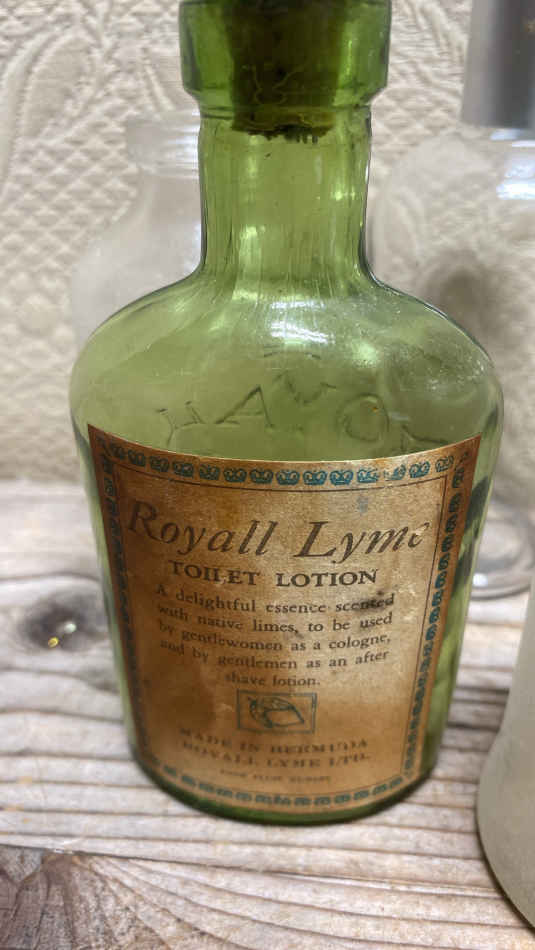 Royall Lyme
TOILET LOTION
A delightful essence scented
with native limes, to be used
by gentlewomen as a cologne,
and by gentlemen as an after
shave lotion.
MADE IN BERMUDA
ROYALL LYME LTD.